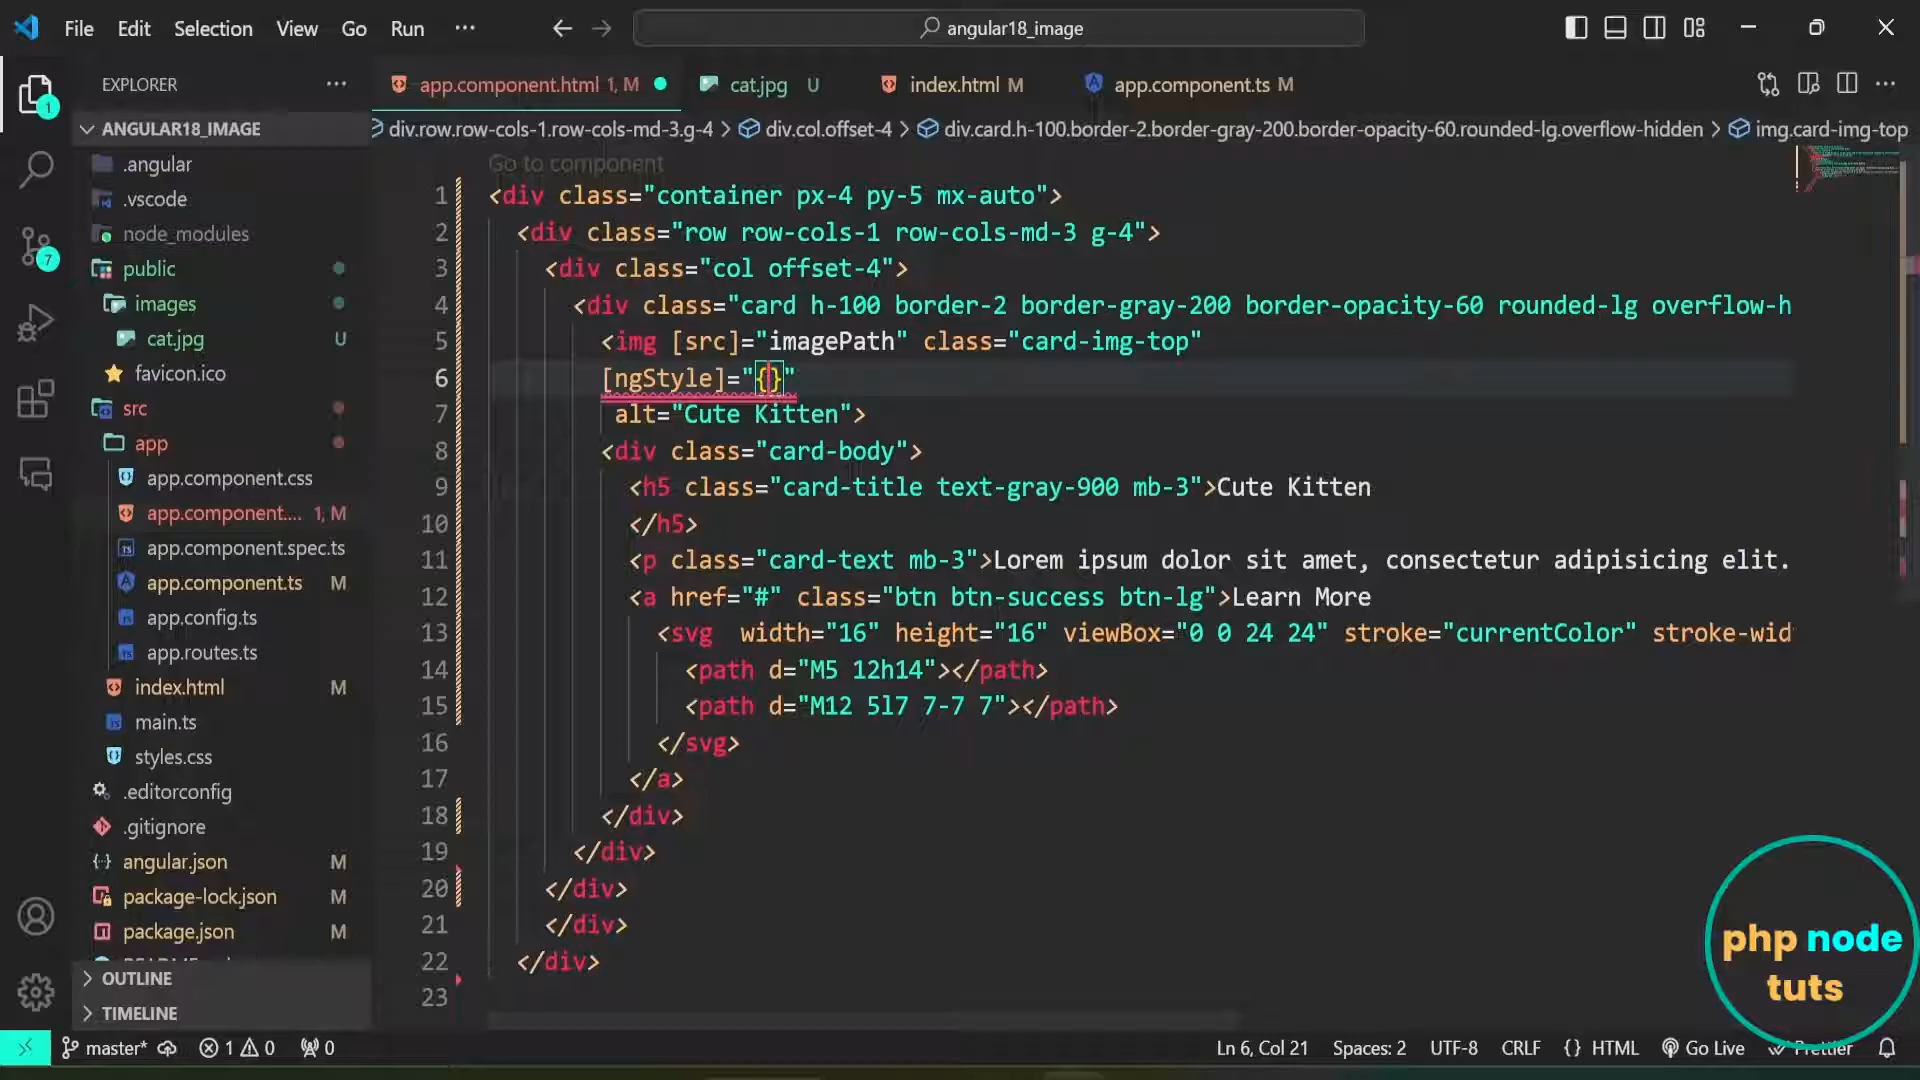 File Edit Selection View Go Run ···
angular18_image
EXPLORER ···
app.component.html 1, M
cat.jpg U
index.html M
app.component.ts M
ANGULAR18_IMAGE
div.row.row-cols-1.row-cols-md-3.g-4 > div.col.offset-4 > div.card.h-100.border-2.border-gray-200.border-opacity-60.rounded-lg.overflow-hidden > img.card-img-top
1
7
.angular
.vscode
node_modules
public
images
cat.jpg U
favicon.ico
src
app
app.component.css
app.component.... 1, M
app.component.spec.ts
app.component.ts M
app.config.ts
app.routes.ts
index.html M
main.ts
styles.css
.editorconfig
.gitignore
angular.json M
package-lock.json M
package.json M
OUTLINE
TIMELINE
Go to component
1 <div class="container px-4 py-5 mx-auto">
2 <div class="row row-cols-1 row-cols-md-3 g-4">
3 <div class="col offset-4">
4 <div class="card h-100 border-2 border-gray-200 border-opacity-60 rounded-lg overflow-h
5 <img [src]="imagePath" class="card-img-top"
6 [ngStyle]="{}"
7 alt="Cute Kitten">
8 <div class="card-body">
9 <h5 class="card-title text-gray-900 mb-3">Cute Kitten
10 </h5>
11 <p class="card-text mb-3">Lorem ipsum dolor sit amet, consectetur adipisicing elit.
12 <a href="#" class="btn btn-success btn-lg">Learn More
13 <svg  width="16" height="16" viewBox="0 0 24 24" stroke="currentColor" stroke-wid
14 <path d="M5 12h14"></path>
15 <path d="M12 5l7 7-7 7"></path>
16 </svg>
17 </a>
18 </div>
19 </div>
20 </div>
21 </div>
22 </div>
23
php node
tuts
master* 1 0 0
Ln 6, Col 21 Spaces: 2 UTF-8 CRLF {} HTML Go Live Prettier